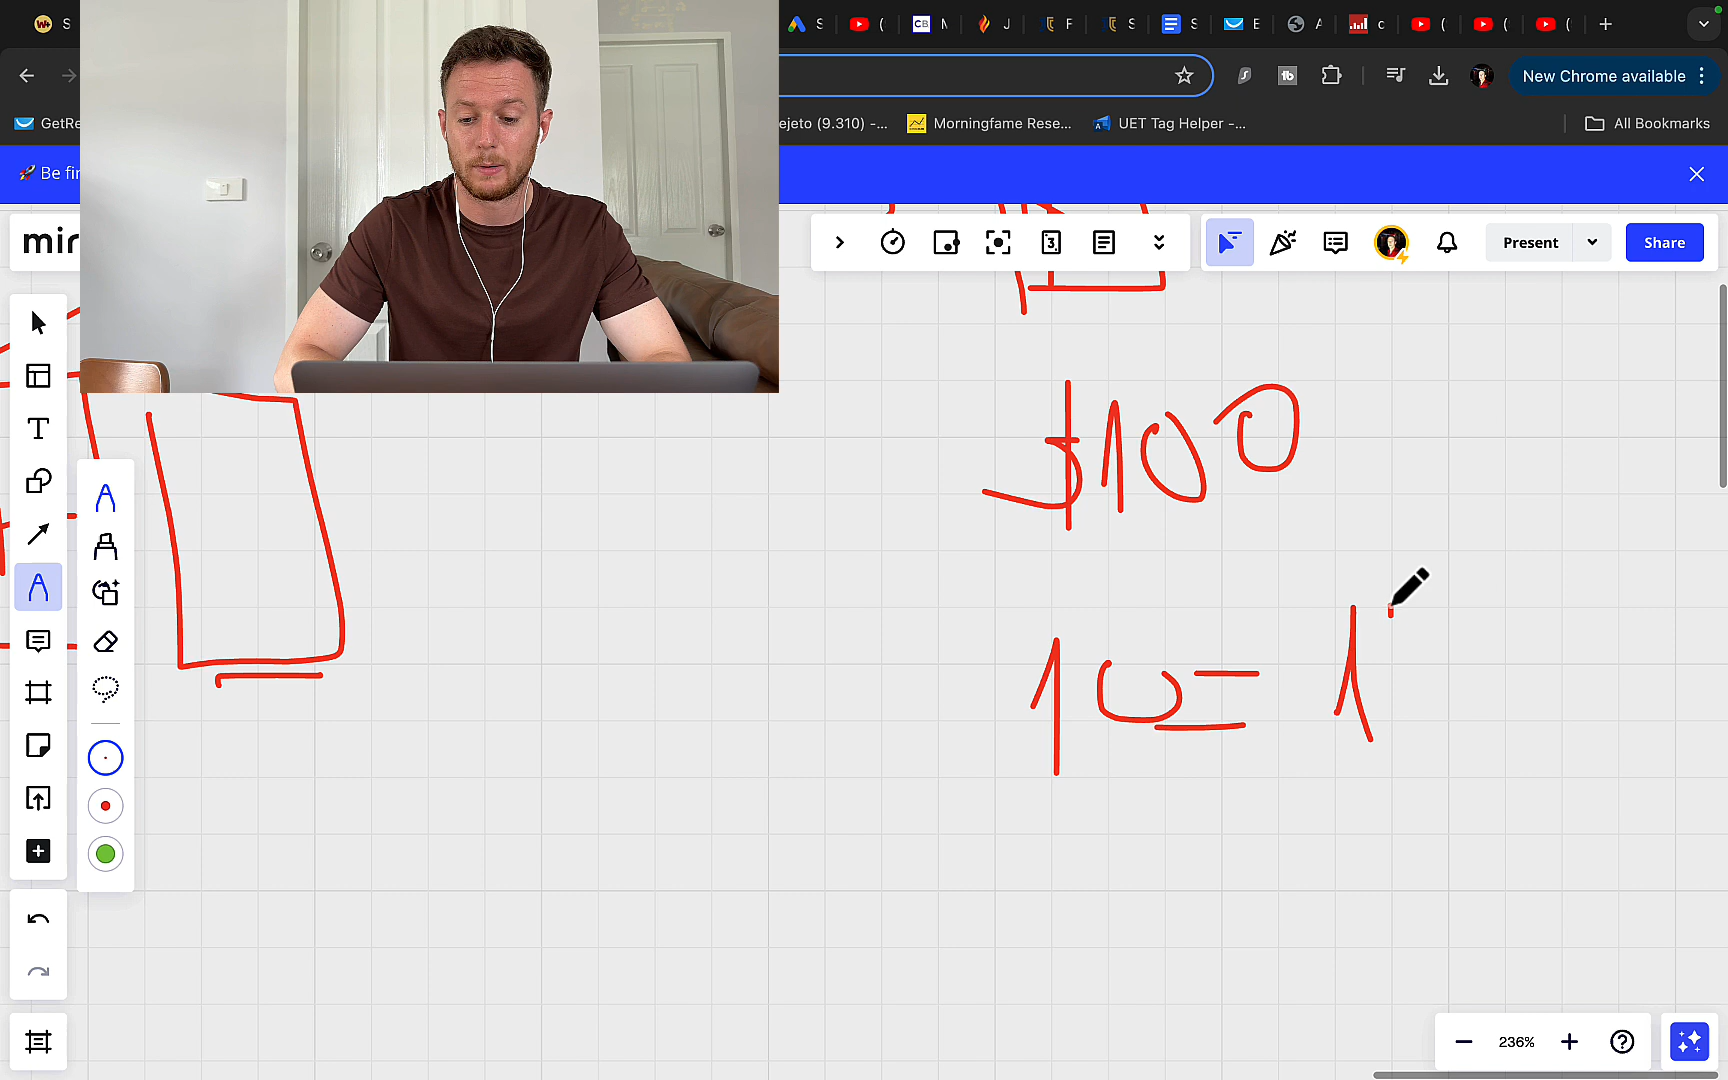 S
S
(
M
J
F
S
S
E
A
c
(
(
(
New Chrome available
GetRe
ejeto (9.310) -...
Morningfame Rese...
UET Tag Helper -...
All Bookmarks
🚀 Be fir
mir
3
Present
Share
$100
10= 1
236%